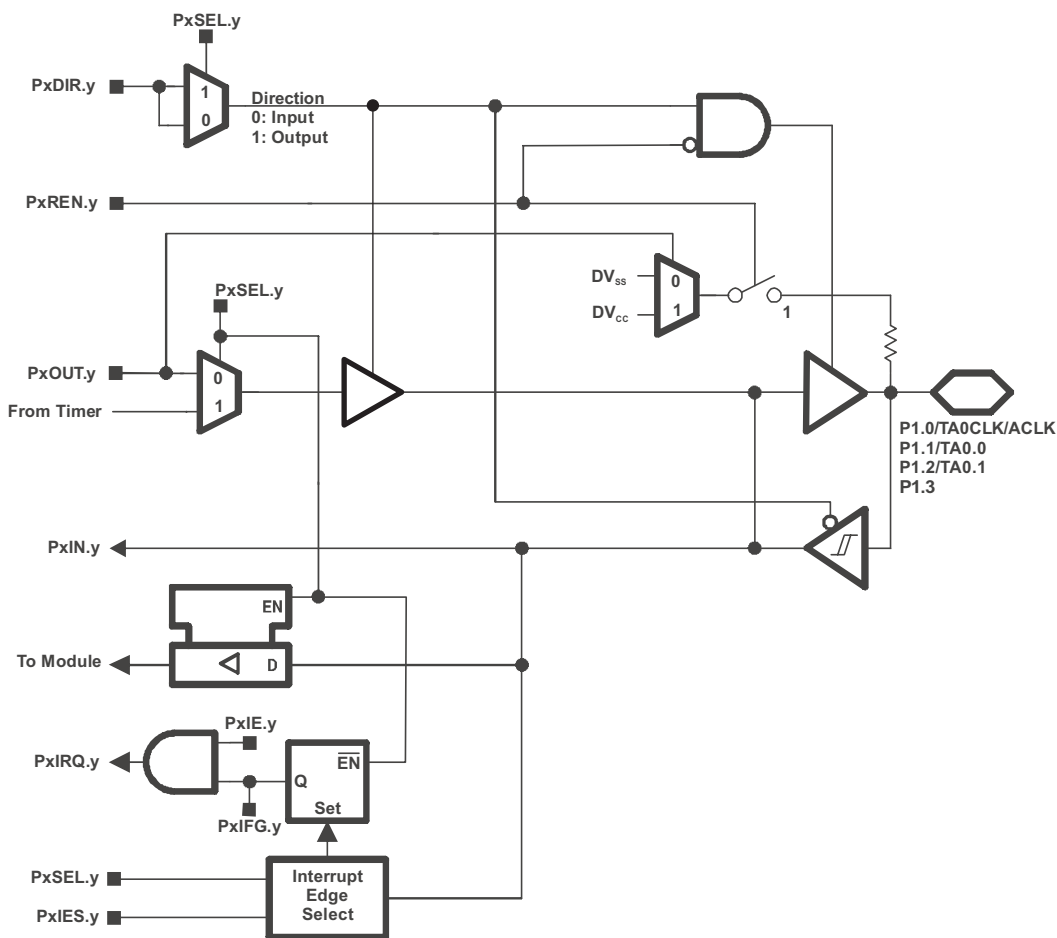 PxSEL.y
PxDIR.y
1
0
Direction
0: Input
1: Output
PxREN.y
DVSS
DVCC
0
1
1
PxSEL.y
PxOUT.y
0
1
From Timer
P1.0/TA0CLK/ACLK
P1.1/TA0.0
P1.2/TA0.1
P1.3
PxIN.y
EN
To Module
D
PxIE.y
PxIRQ.y
EN
Q
Set
PxIFG.y
PxSEL.y
PxIES.y
Interrupt
Edge
Select